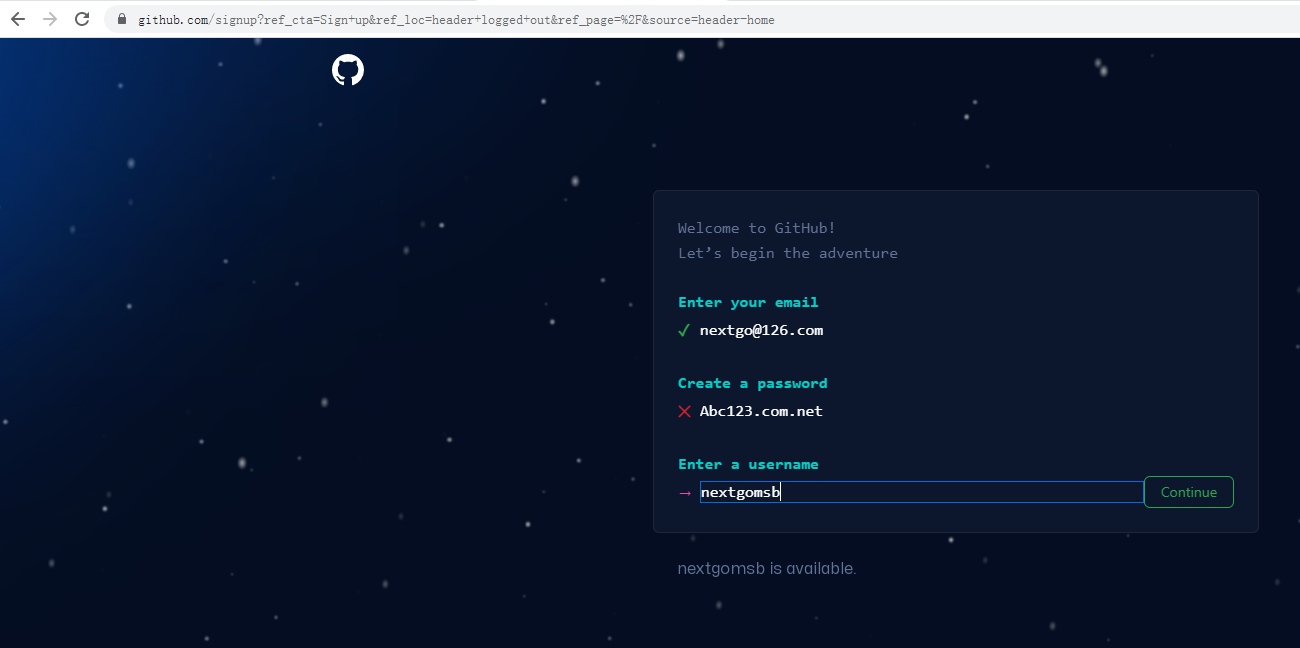 github.com/signup?ref_cta=Sign+up&ref_loc=header+logged+out&ref_page=%2F&source=header-home
Welcome to GitHub!
Let’s begin the adventure
Enter your email
✓ nextgo@126.com
Create a password
✕ Abc123.com.net
Enter a username
→ nextgomsb
Continue
nextgomsb is available.